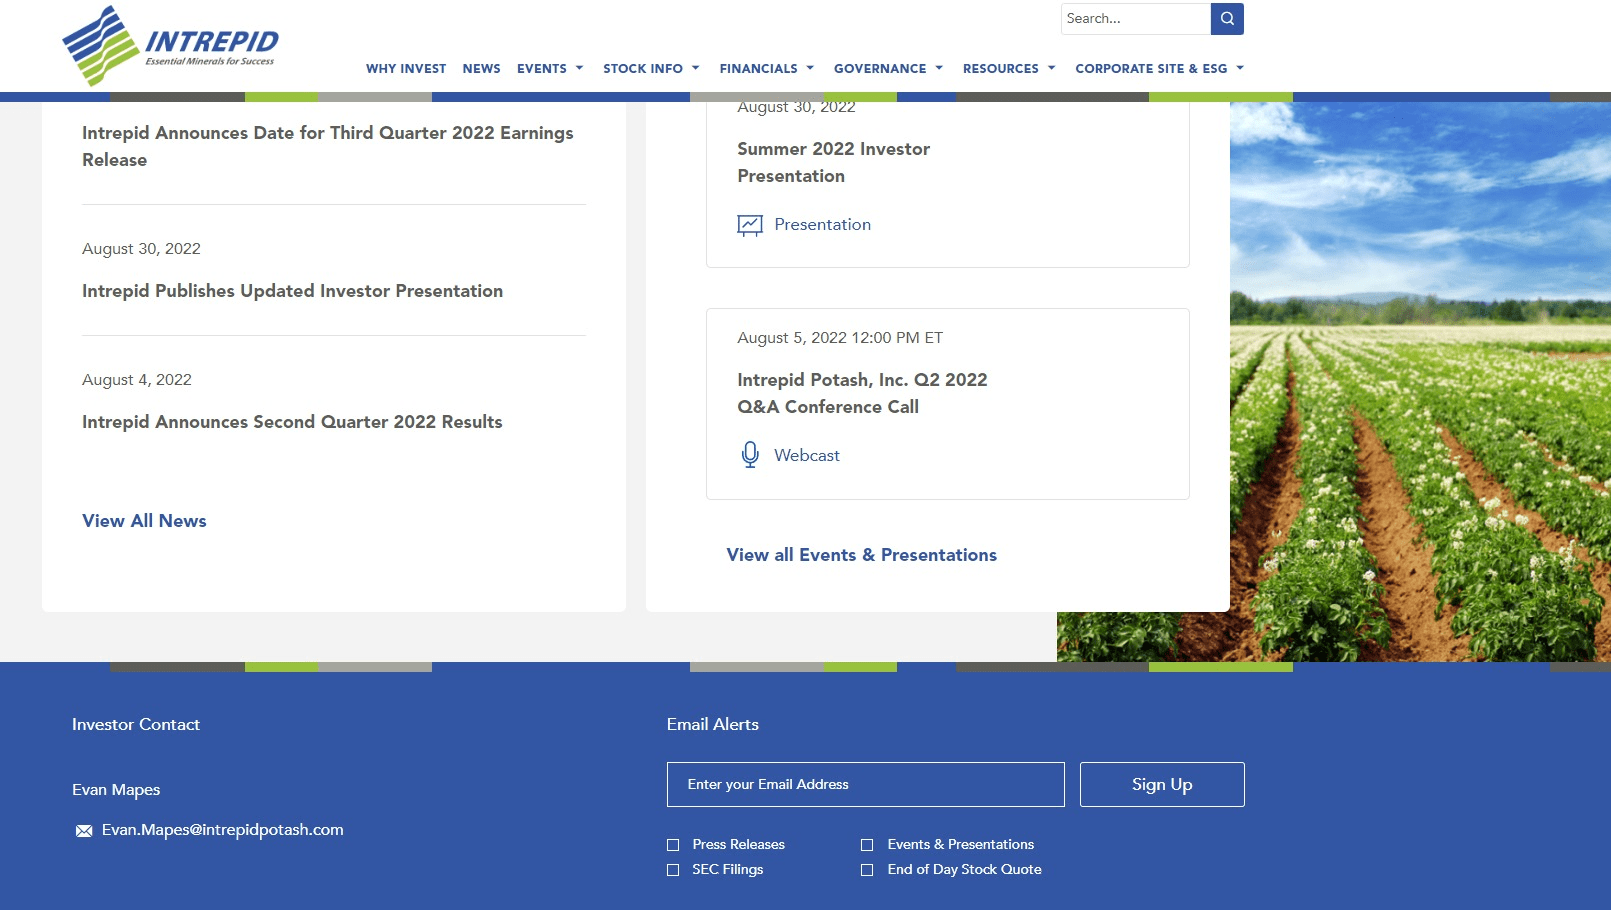 INTREPID
Essential Minerals for Success
Search...
WHY INVEST NEWS EVENTS STOCK INFO FINANCIALS GOVERNANCE RESOURCES CORPORATE SITE & ESG
Intrepid Announces Date for Third Quarter 2022 Earnings
Release
August 30, 2022
Intrepid Publishes Updated Investor Presentation
August 4, 2022
Intrepid Announces Second Quarter 2022 Results
View All News
August 30, 2022
Summer 2022 Investor
Presentation
Presentation
August 5, 2022 12:00 PM ET
Intrepid Potash, Inc. Q2 2022
Q&A Conference Call
Webcast
View all Events & Presentations
Investor Contact
Evan Mapes
Evan.Mapes@intrepidpotash.com
Email Alerts
Enter your Email Address
Sign Up
Press Releases
Events & Presentations
SEC Filings
End of Day Stock Quote